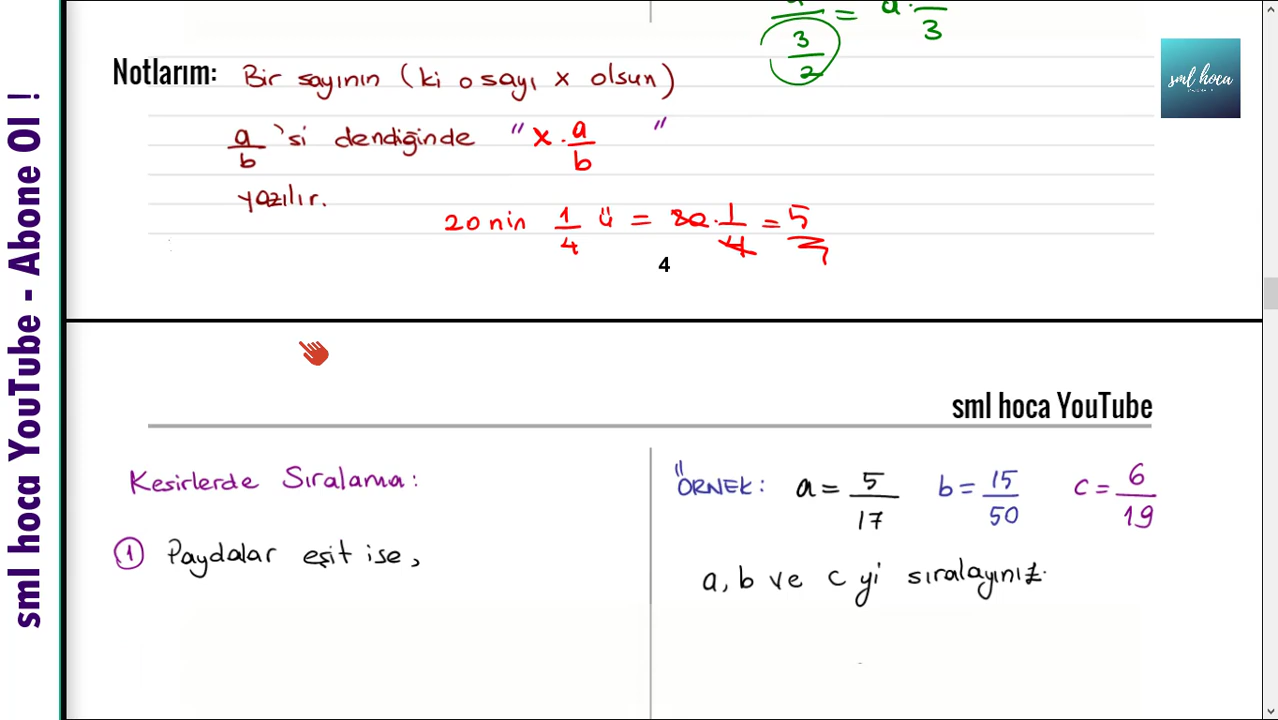 sml hoca YouTube - Abone Ol !
= a · /3
3/2
sml hoca
Notlarım: Bir sayının (ki o sayı x olsun)
a/b 'si dendiğinde " x · a/b "
yazılır.
20 nin 1/4 ü = 20 · 1/4 = 5
4
sml hoca YouTube
Kesirlerde Sıralama:
① Paydalar eşit ise,
ÖRNEK: a = 5/17 b = 15/50 c = 6/19
a, b ve c yi sıralayınız.